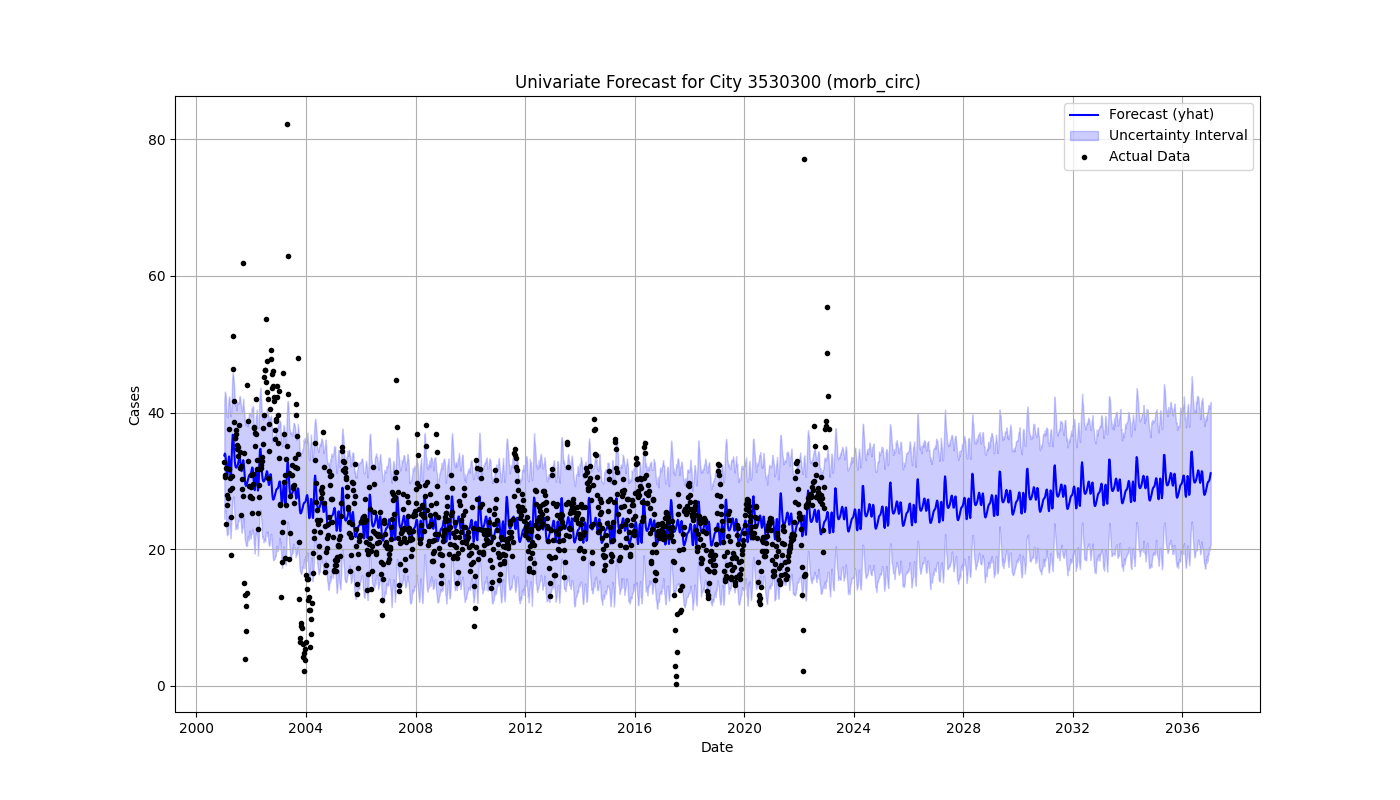 Univariate Forecast for City 3530300 (morb_circ)
Forecast (yhat)
Uncertainty Interval
Actual Data
Cases
80
60
40
20
0
2000 2004 2008 2012 2016 2020 2024 2028 2032 2036
Date